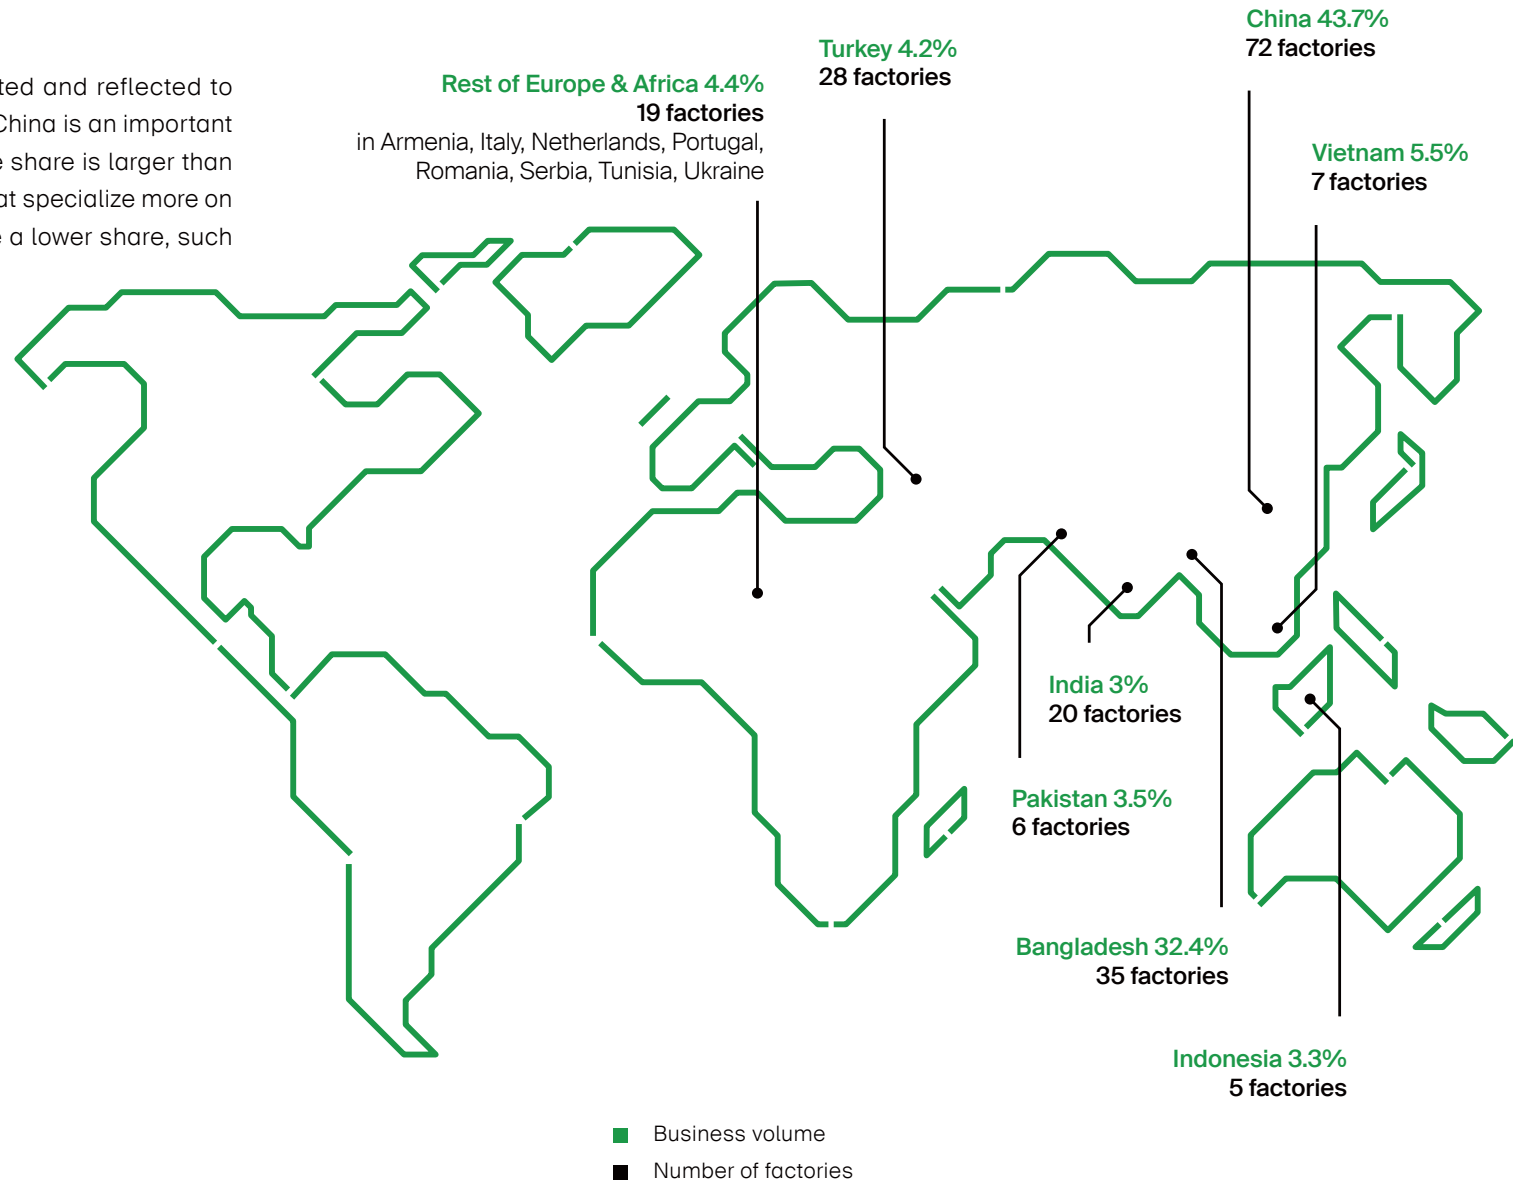 ted and reflected to
China is an important
e share is larger than
at specialize more on
e a lower share, such
Rest of Europe & Africa 4.4%
19 factories
in Armenia, Italy, Netherlands, Portugal,
Romania, Serbia, Tunisia, Ukraine
Turkey 4.2%
28 factories
China 43.7%
72 factories
Vietnam 5.5%
7 factories
India 3%
20 factories
Pakistan 3.5%
6 factories
Bangladesh 32.4%
35 factories
Indonesia 3.3%
5 factories
Business volume
Number of factories